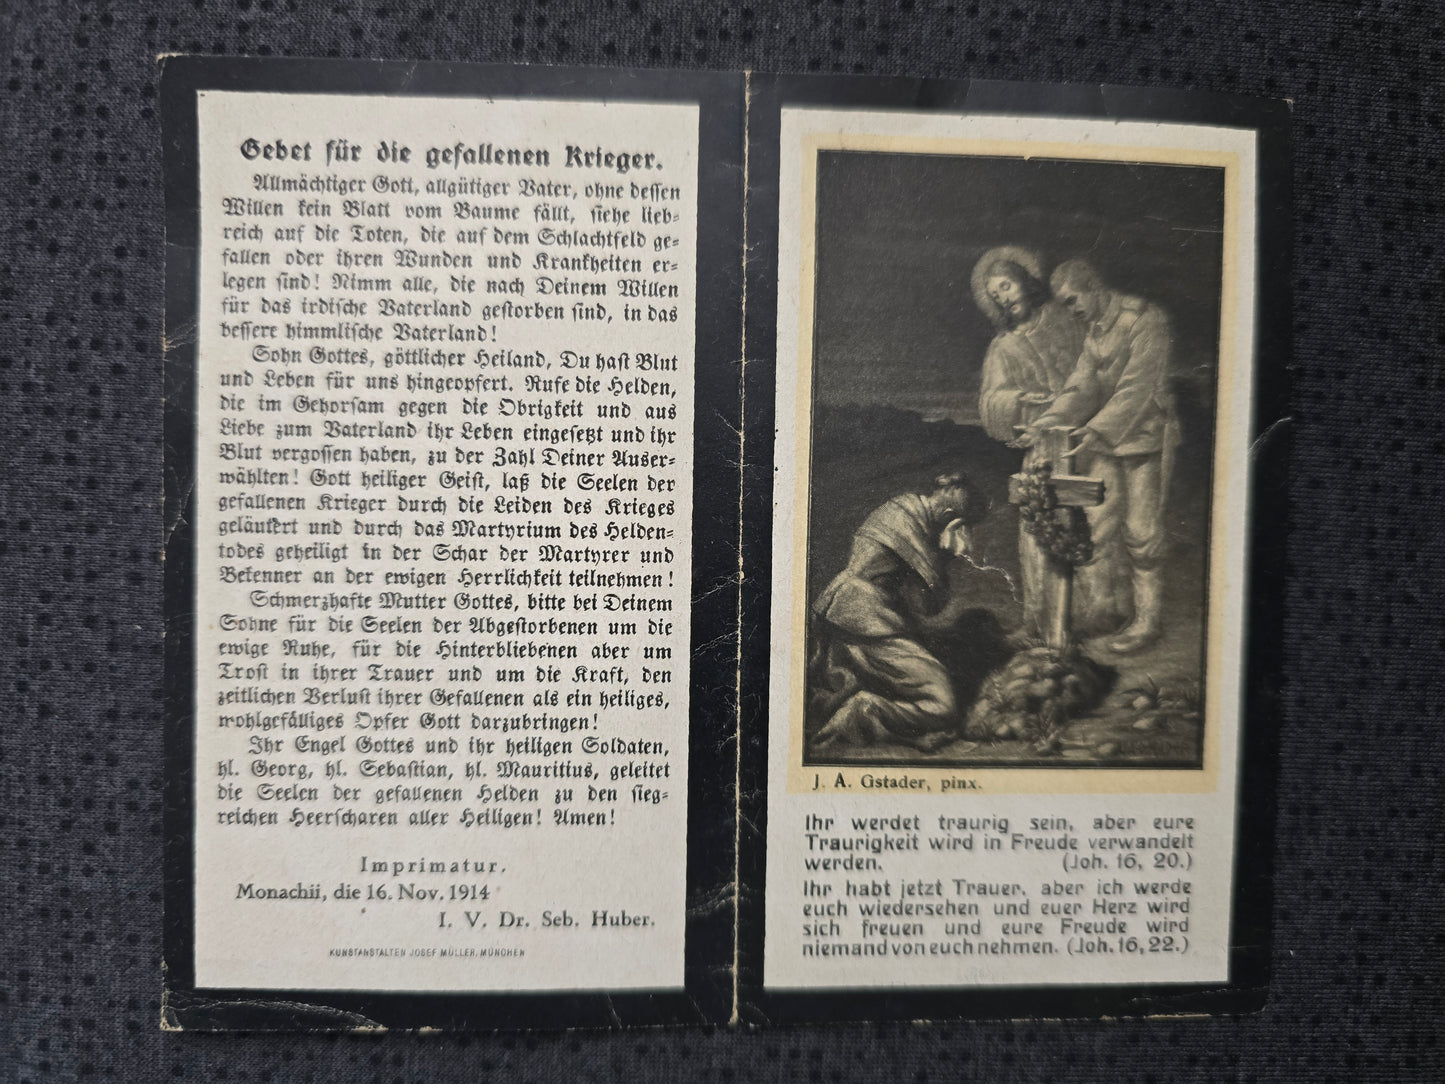 Gebet für die gefallenen Krieger.
Allmächtiger Gott, allgütiger Vater, ohne dessen
Willen kein Blatt vom Baume fällt, siehe lieb-
reich auf die Toten, die auf dem Schlachtfeld ge-
fallen oder ihren Wunden und Krankheiten er-
legen sind! Nimm alle, die nach Deinem Willen
für das irdische Vaterland gestorben sind, in das
bessere himmlische Vaterland!
Sohn Gottes, göttlicher Heiland, Du hast Blut
und Leben für uns hingeopfert. Rufe die Helden,
die im Gehorsam gegen die Obrigkeit und aus
Liebe zum Vaterland ihr Leben eingesetzt und ihr
Blut vergossen haben, zu der Zahl Deiner Auser-
wählten! Gott heiliger Geist, laß die Seelen der
gefallenen Krieger durch die Leiden des Krieges
geläutert und durch das Martyrium des Helden-
todes geheiligt in der Schar der Martyrer und
Bekenner an der ewigen Herrlichkeit teilnehmen!
Schmerzhafte Mutter Gottes, bitte bei Deinem
Sohne für die Seelen der Abgestorbenen um die
ewige Ruhe, für die Hinterbliebenen aber um
Trost in ihrer Trauer und um die Kraft, den
zeitlichen Verlust ihrer Gefallenen als ein heiliges,
wohlgefälliges Opfer Gott darzubringen!
Ihr Engel Gottes und ihr heiligen Soldaten,
hl. Georg, hl. Sebastian, hl. Mauritius, geleitet
die Seelen der gefallenen Helden zu den sieg-
reichen Heerscharen aller Heiligen! Amen!
Imprimatur.
Monachii, die 16. Nov. 1914
I. V. Dr. Seb. Huber.
KUNSTANSTALTEN JOSEF MÜLLER, MÜNCHEN
J. A. Gstader, pinx.
Ihr werdet traurig sein, aber eure
Traurigkeit wird in Freude verwandelt
werden. (Joh. 16, 20.)
Ihr habt jetzt Trauer, aber ich werde
euch wiedersehen und euer Herz wird
sich freuen und eure Freude wird
niemand von euch nehmen. (Joh. 16, 22.)